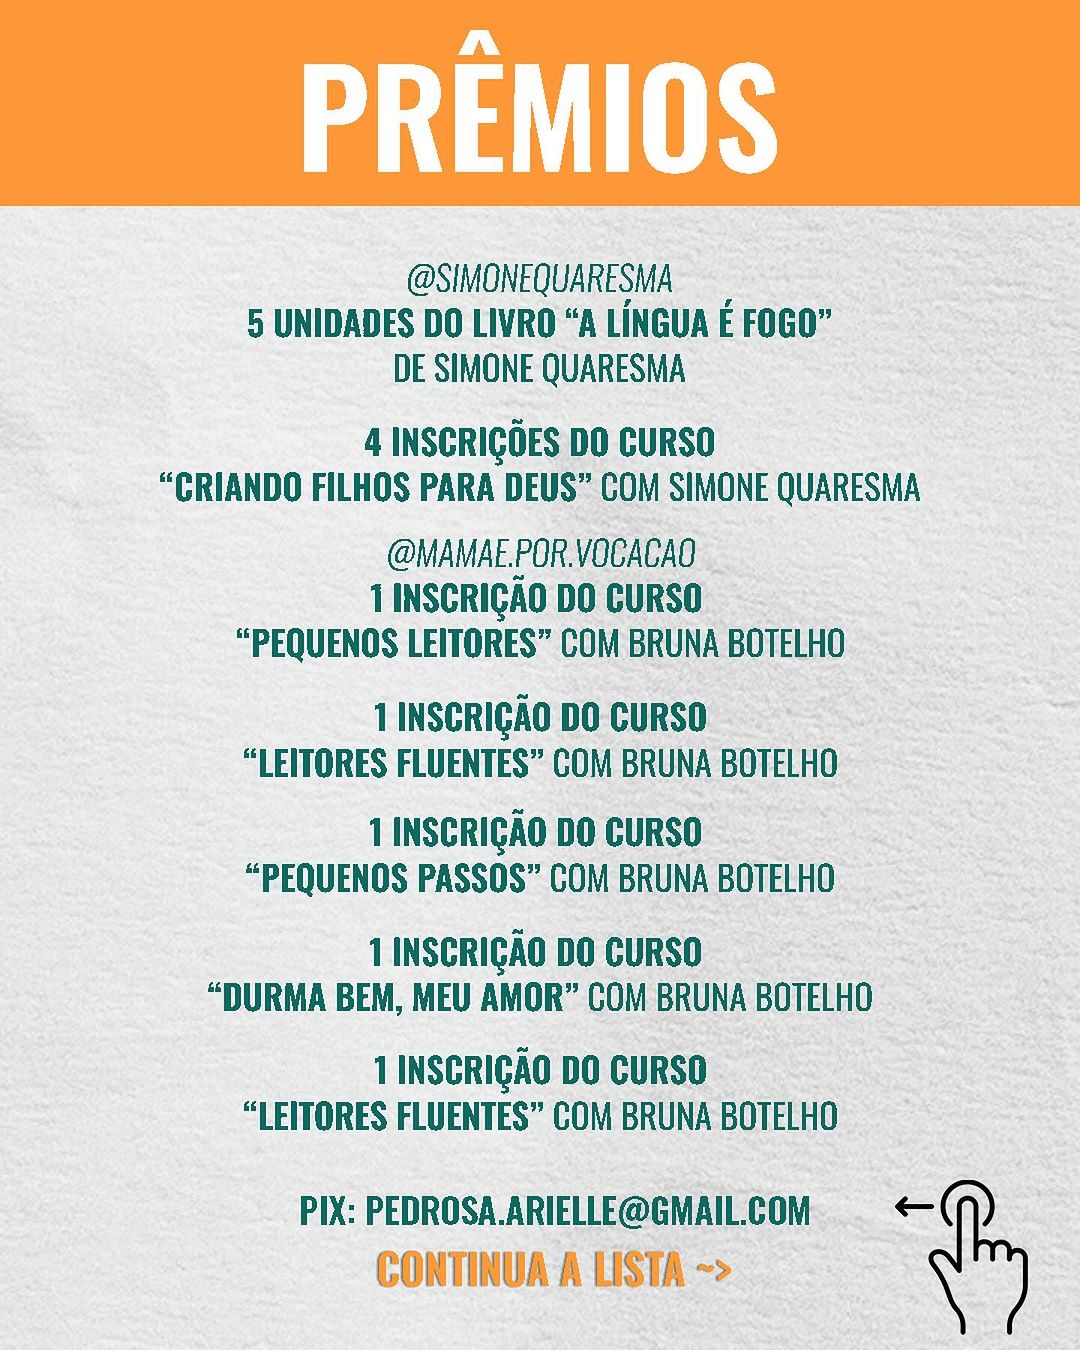 PRÊMIOS
@SIMONEQUARESMA
5 UNIDADES DO LIVRO “A LÍNGUA É FOGO”
DE SIMONE QUARESMA
4 INSCRIÇÕES DO CURSO
“CRIANDO FILHOS PARA DEUS” COM SIMONE QUARESMA
@MAMAE.POR.VOCACAO
1 INSCRIÇÃO DO CURSO
“PEQUENOS LEITORES” COM BRUNA BOTELHO
1 INSCRIÇÃO DO CURSO
“LEITORES FLUENTES” COM BRUNA BOTELHO
1 INSCRIÇÃO DO CURSO
“PEQUENOS PASSOS” COM BRUNA BOTELHO
1 INSCRIÇÃO DO CURSO
“DURMA BEM, MEU AMOR” COM BRUNA BOTELHO
1 INSCRIÇÃO DO CURSO
“LEITORES FLUENTES” COM BRUNA BOTELHO
PIX: PEDROSA.ARIELLE@GMAIL.COM
CONTINUA A LISTA ~>